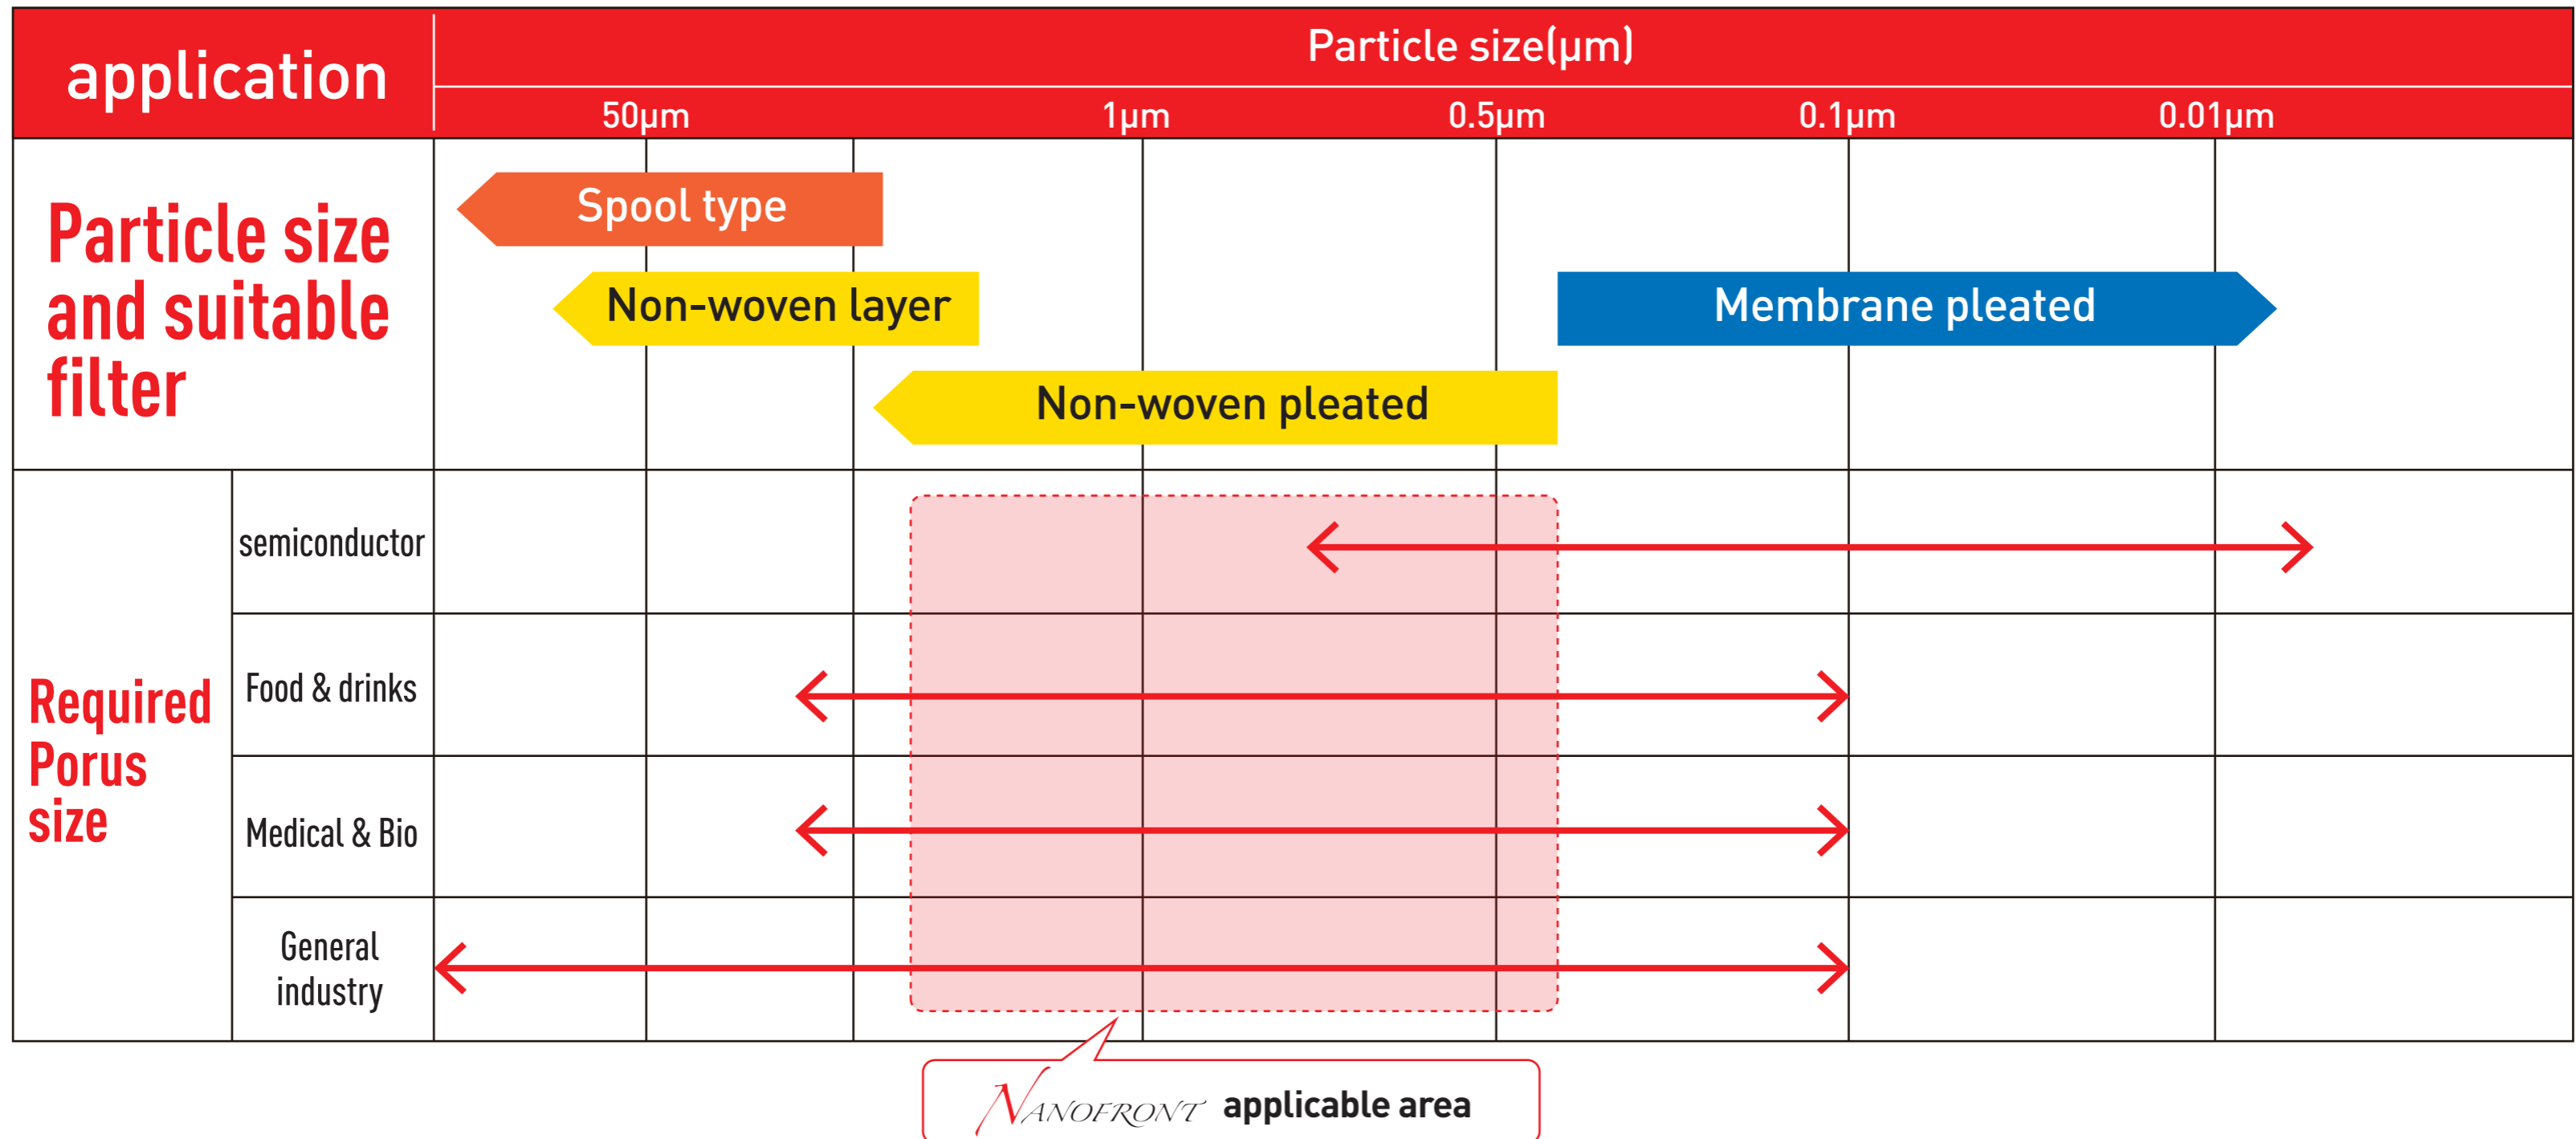 application
Particle size(µm)
50µm 1µm 0.5µm 0.1µm 0.01µm
Particle size
and suitable
filter
Spool type
Non-woven layer
Membrane pleated
Non-woven pleated
Required
Porus
size
semiconductor
Food & drinks
Medical & Bio
General
industry
NANOFRONT applicable area